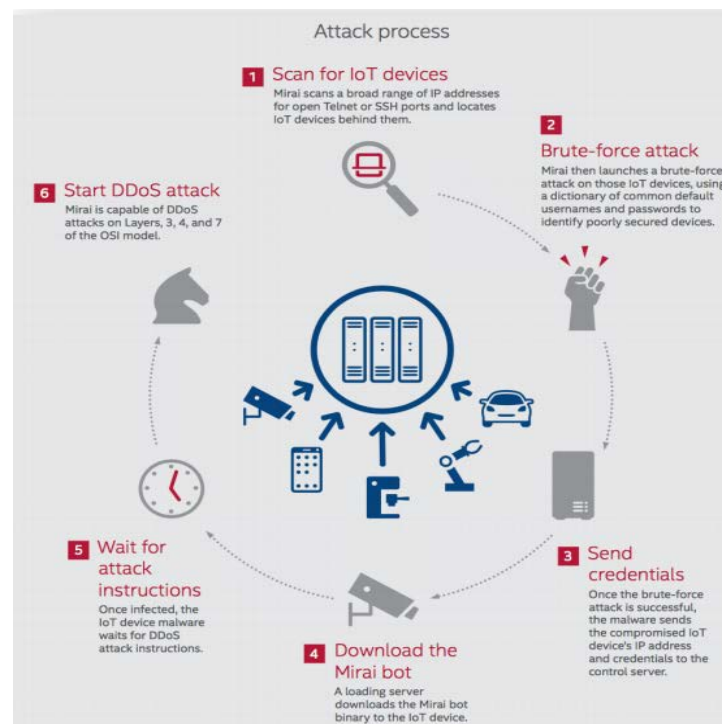 Attack process
1 Scan for IoT devices
Mirai scans a broad range of IP addresses
for open Telnet or SSH ports and locates
IoT devices behind them.
2
Brute-force attack
Mirai then launches a brute-force
attack on those IoT devices, using
a dictionary of common default
usernames and passwords to
identify poorly secured devices.
3 Send
credentials
Once the brute-force
attack is successful,
the malware sends
the compromised IoT
device's IP address
and credentials to the
control server.
4 Download the
Mirai bot
A loading server
downloads the Mirai bot
binary to the IoT device.
5 Wait for
attack
instructions
Once infected, the
IoT device malware
waits for DDoS
attack instructions.
6 Start DDoS attack
Mirai is capable of DDoS
attacks on Layers, 3, 4, and 7
of the OSI model.